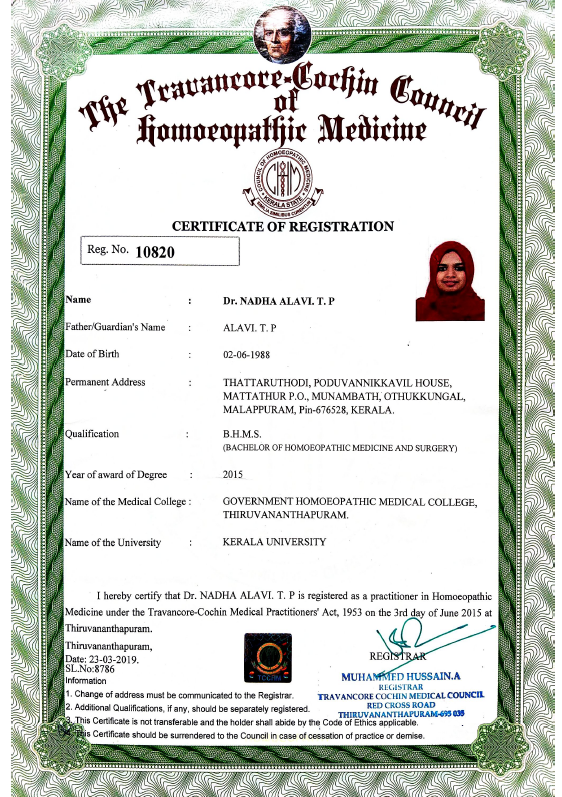 The Travancore-Cochin Council
of
Homoeopathic Medicine
COUNCIL OF HOMOEOPATHIC MEDICINE
KERALA STATE
SIMILIA SIMILIBUS CURENTUR
CERTIFICATE OF REGISTRATION
Reg. No. 10820
Name : Dr. NADHA ALAVI. T. P
Father/Guardian's Name : ALAVI. T. P
Date of Birth : 02-06-1988
Permanent Address : THATTARUTHODI, PODUVANNIKKAVIL HOUSE,
MATTATHUR P.O., MUNAMBATH, OTHUKKUNGAL,
MALAPPURAM, Pin-676528, KERALA.
Qualification : B.H.M.S.
(BACHELOR OF HOMOEOPATHIC MEDICINE AND SURGERY)
Year of award of Degree : 2015
Name of the Medical College : GOVERNMENT HOMOEOPATHIC MEDICAL COLLEGE,
THIRUVANANTHAPURAM.
Name of the University : KERALA UNIVERSITY
I hereby certify that Dr. NADHA ALAVI. T. P is registered as a practitioner in Homoeopathic
Medicine under the Travancore-Cochin Medical Practitioners' Act, 1953 on the 3rd day of June 2015 at
Thiruvananthapuram.
Thiruvananthapuram,
Date: 23-03-2019.
SL.No:8786
TCCHM
REGISTRAR
MUHAMMED HUSSAIN.A
REGISTRAR
TRAVANCORE COCHIN MEDICAL COUNCIL
RED CROSS ROAD
THIRUVANANTHAPURAM-695 035
Information
1. Change of address must be communicated to the Registrar.
2. Additional Qualifications, if any, should be separately registered.
3. This Certificate is not transferable and the holder shall abide by the Code of Ethics applicable.
4. This Certificate should be surrendered to the Council in case of cessation of practice or demise.